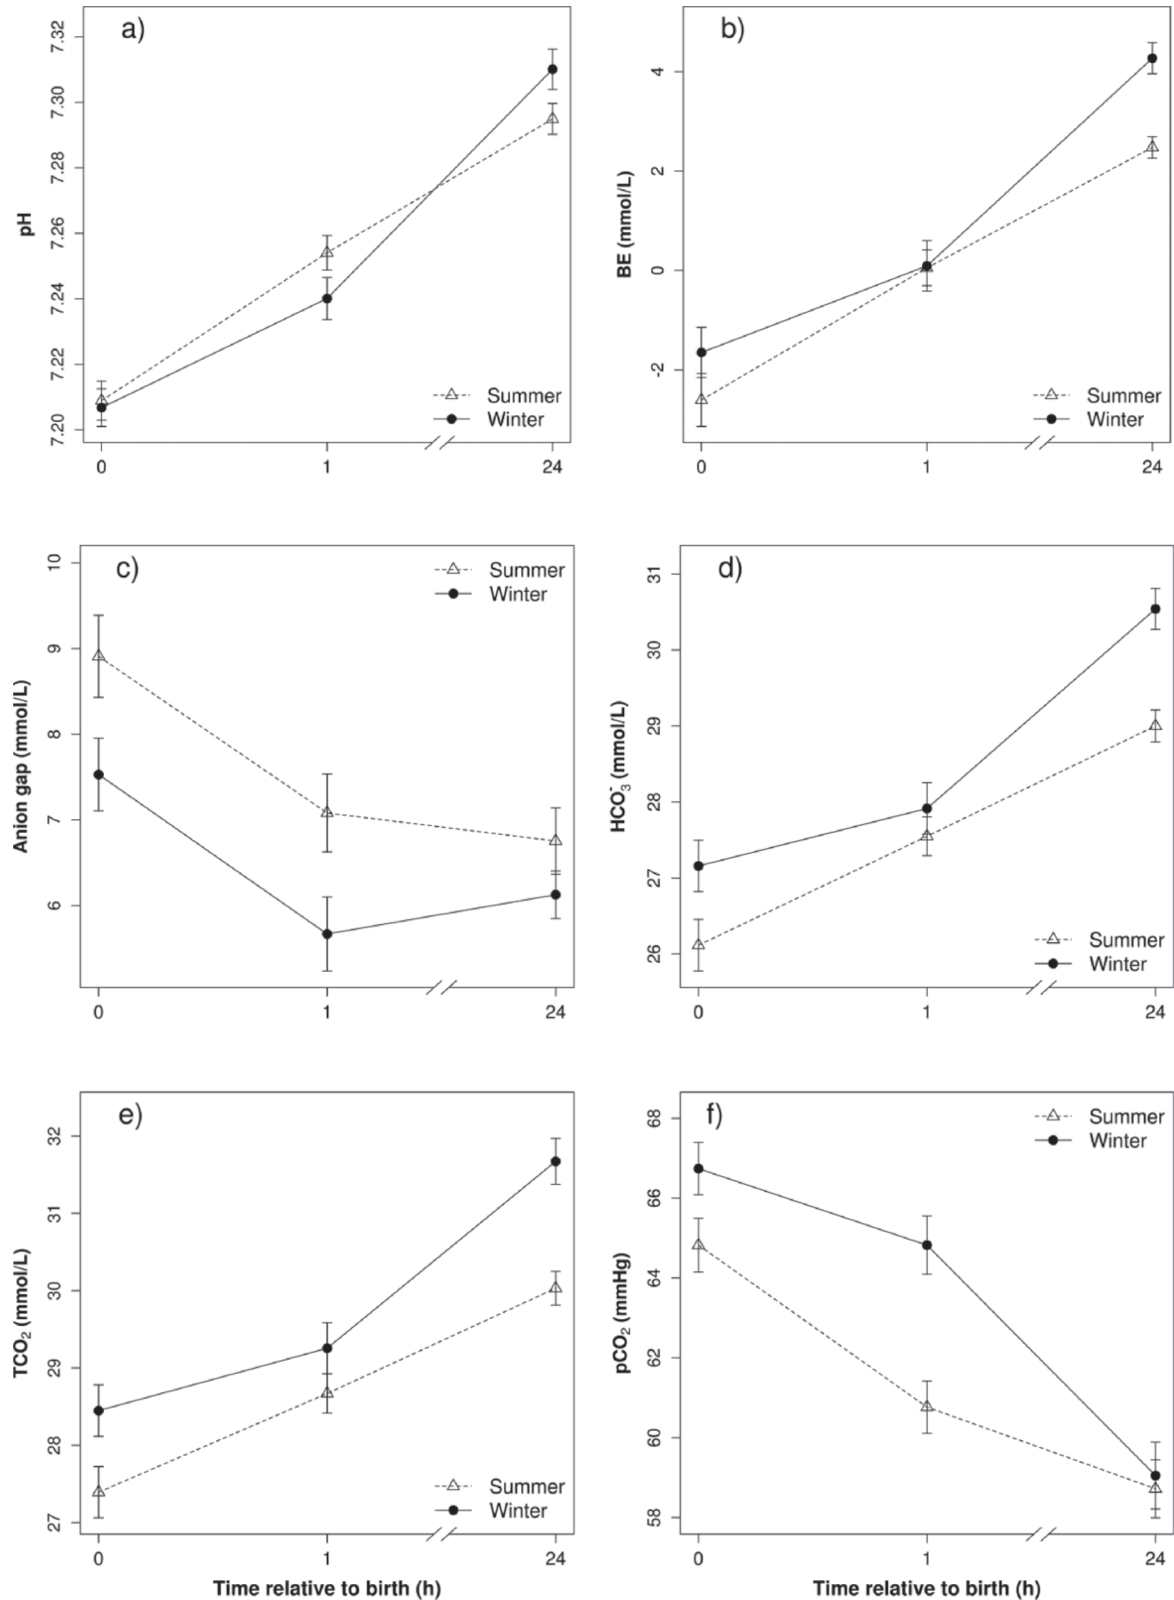 a)
pH
7.32
7.30
7.28
7.26
7.24
7.22
7.20
Summer
Winter
0 1 24
b)
BE (mmol/L)
4
2
0
-2
Summer
Winter
0 1 24
c)
Anion gap (mmol/L)
10
9
8
7
6
Summer
Winter
0 1 24
d)
HCO₃⁻ (mmol/L)
31
30
29
28
27
26
Summer
Winter
0 1 24
e)
TCO₂ (mmol/L)
32
31
30
29
28
27
Summer
Winter
0 1 24
Time relative to birth (h)
f)
pCO₂ (mmHg)
68
66
64
62
60
58
Summer
Winter
0 1 24
Time relative to birth (h)